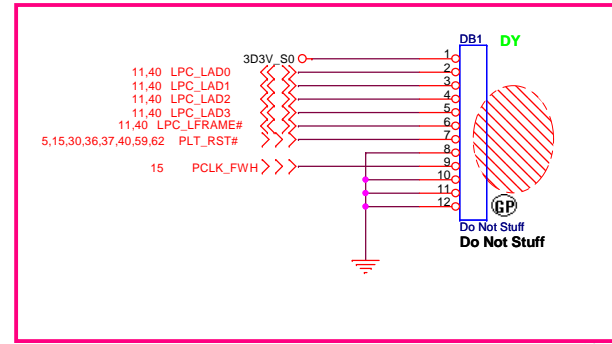 DB1 DY
3D3V_S0 1
11,40 LPC_LAD0 2
11,40 LPC_LAD1 3
11,40 LPC_LAD2 4
11,40 LPC_LAD3 5
11,40 LPC_LFRAME# 6
5,15,30,36,37,40,59,62 PLT_RST# 7
8
15 PCLK_FWH 9
10
11
12
GP
Do Not Stuff
Do Not Stuff